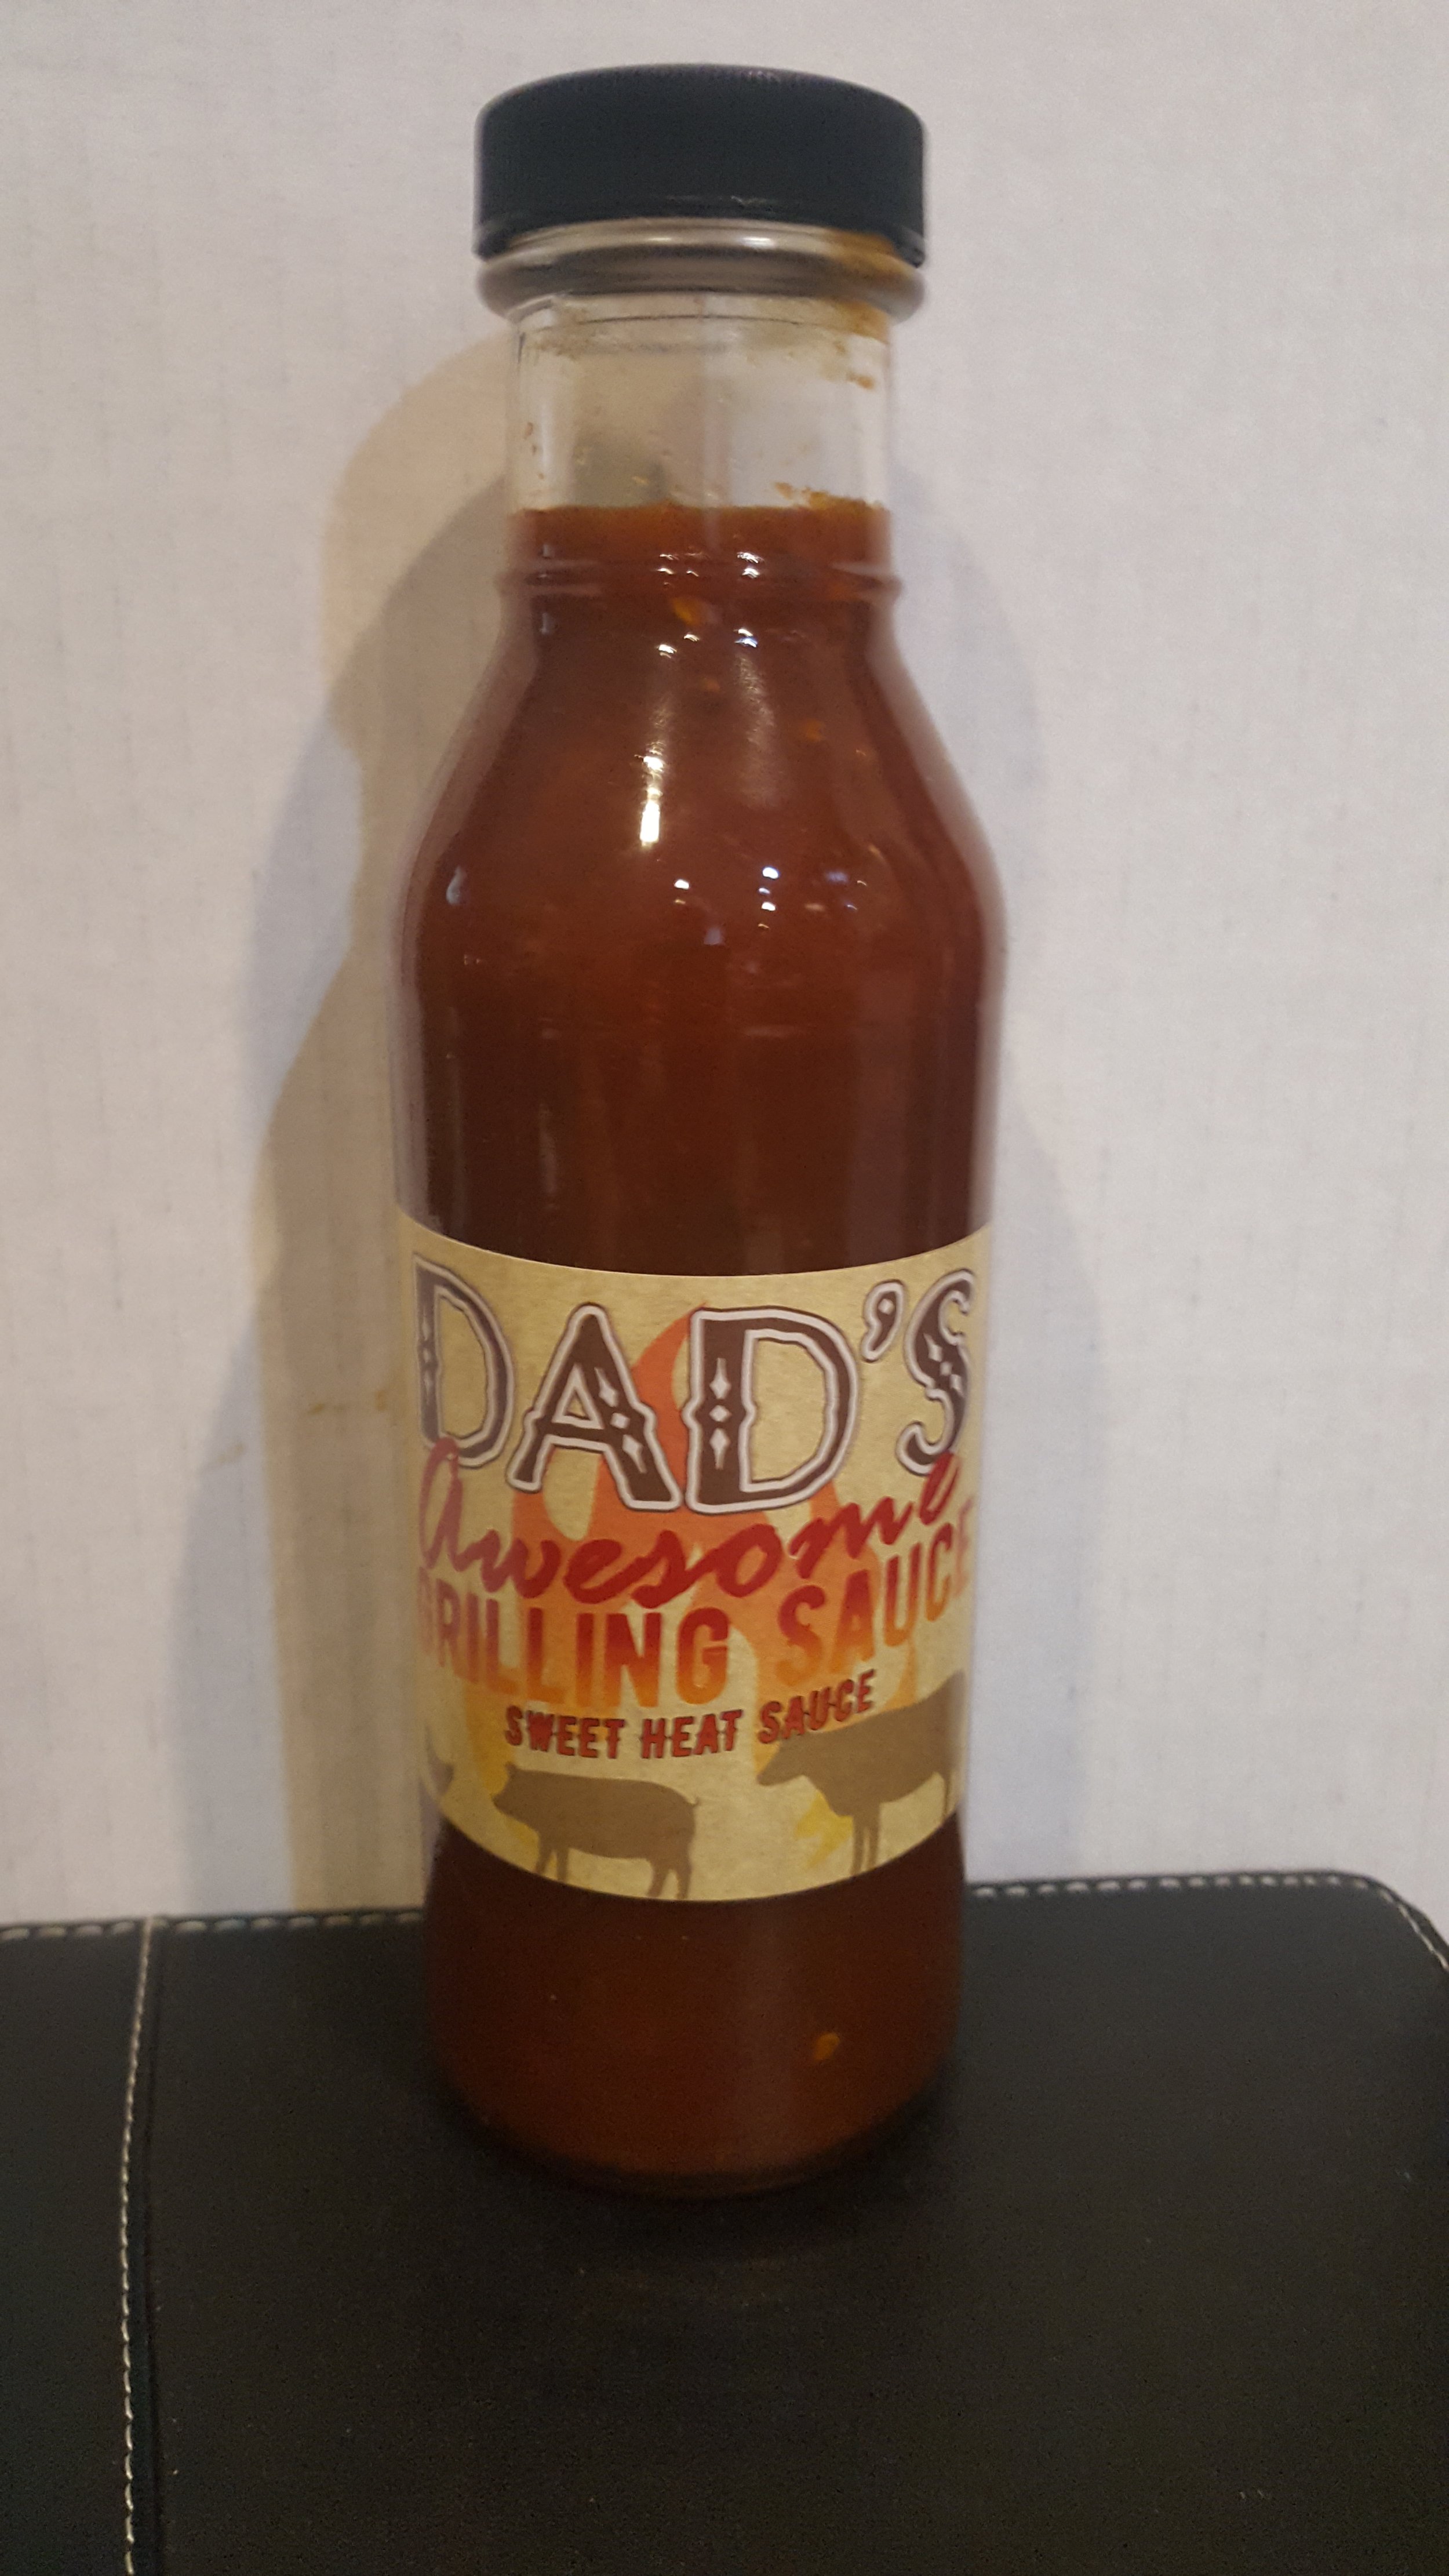 DAD'S
Awesome
GRILLING SAUCE
SWEET HEAT SAUCE